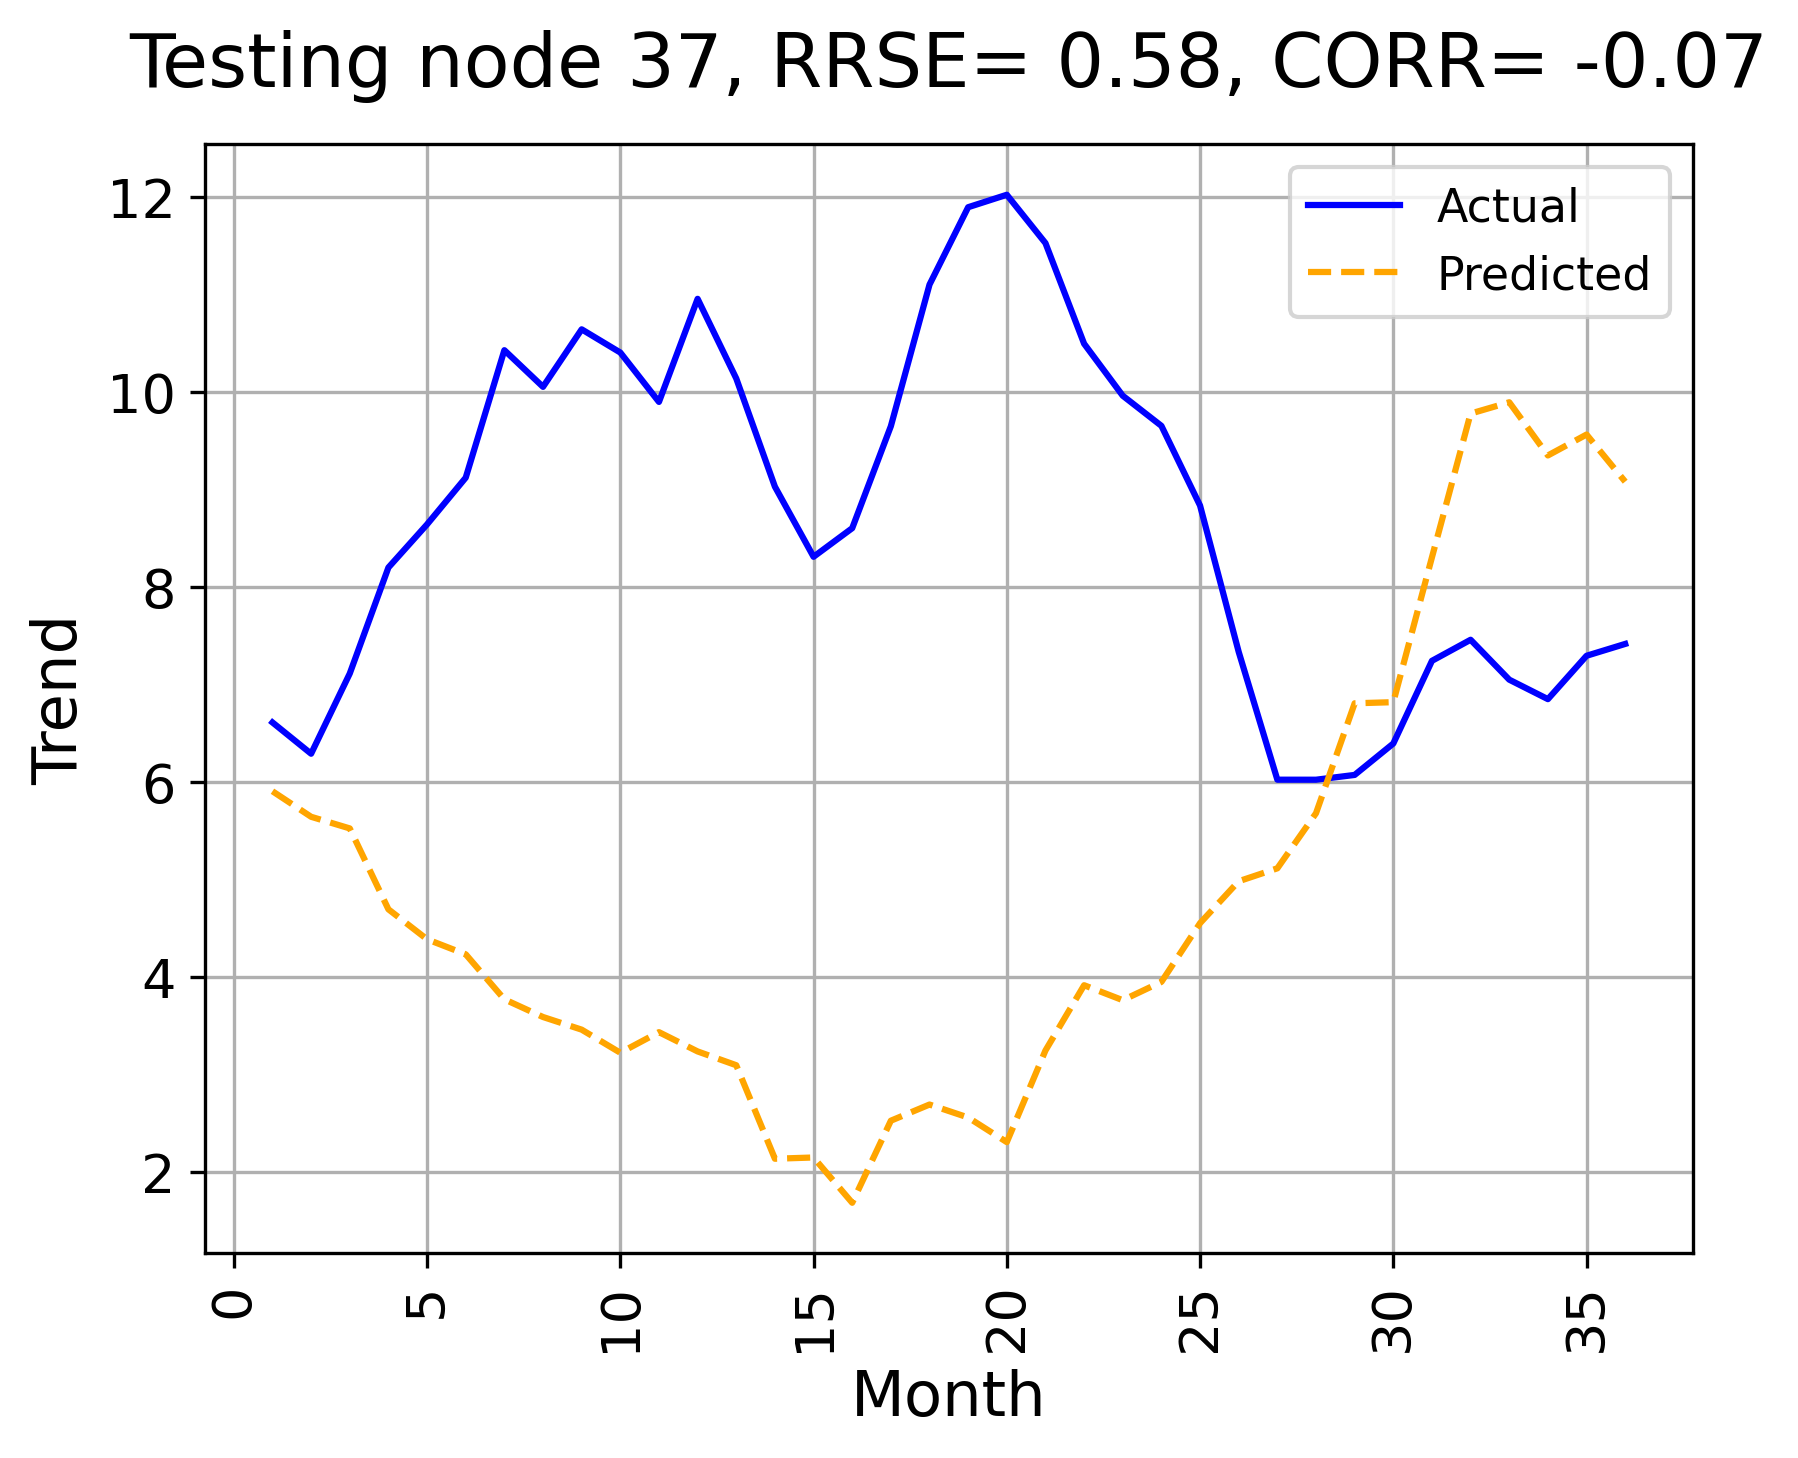 Testing node 37, RRSE= 0.58, CORR= -0.07
Actual
Predicted
12
10
8
6
4
2
Trend
0
5
10
15
20
25
30
35
Month